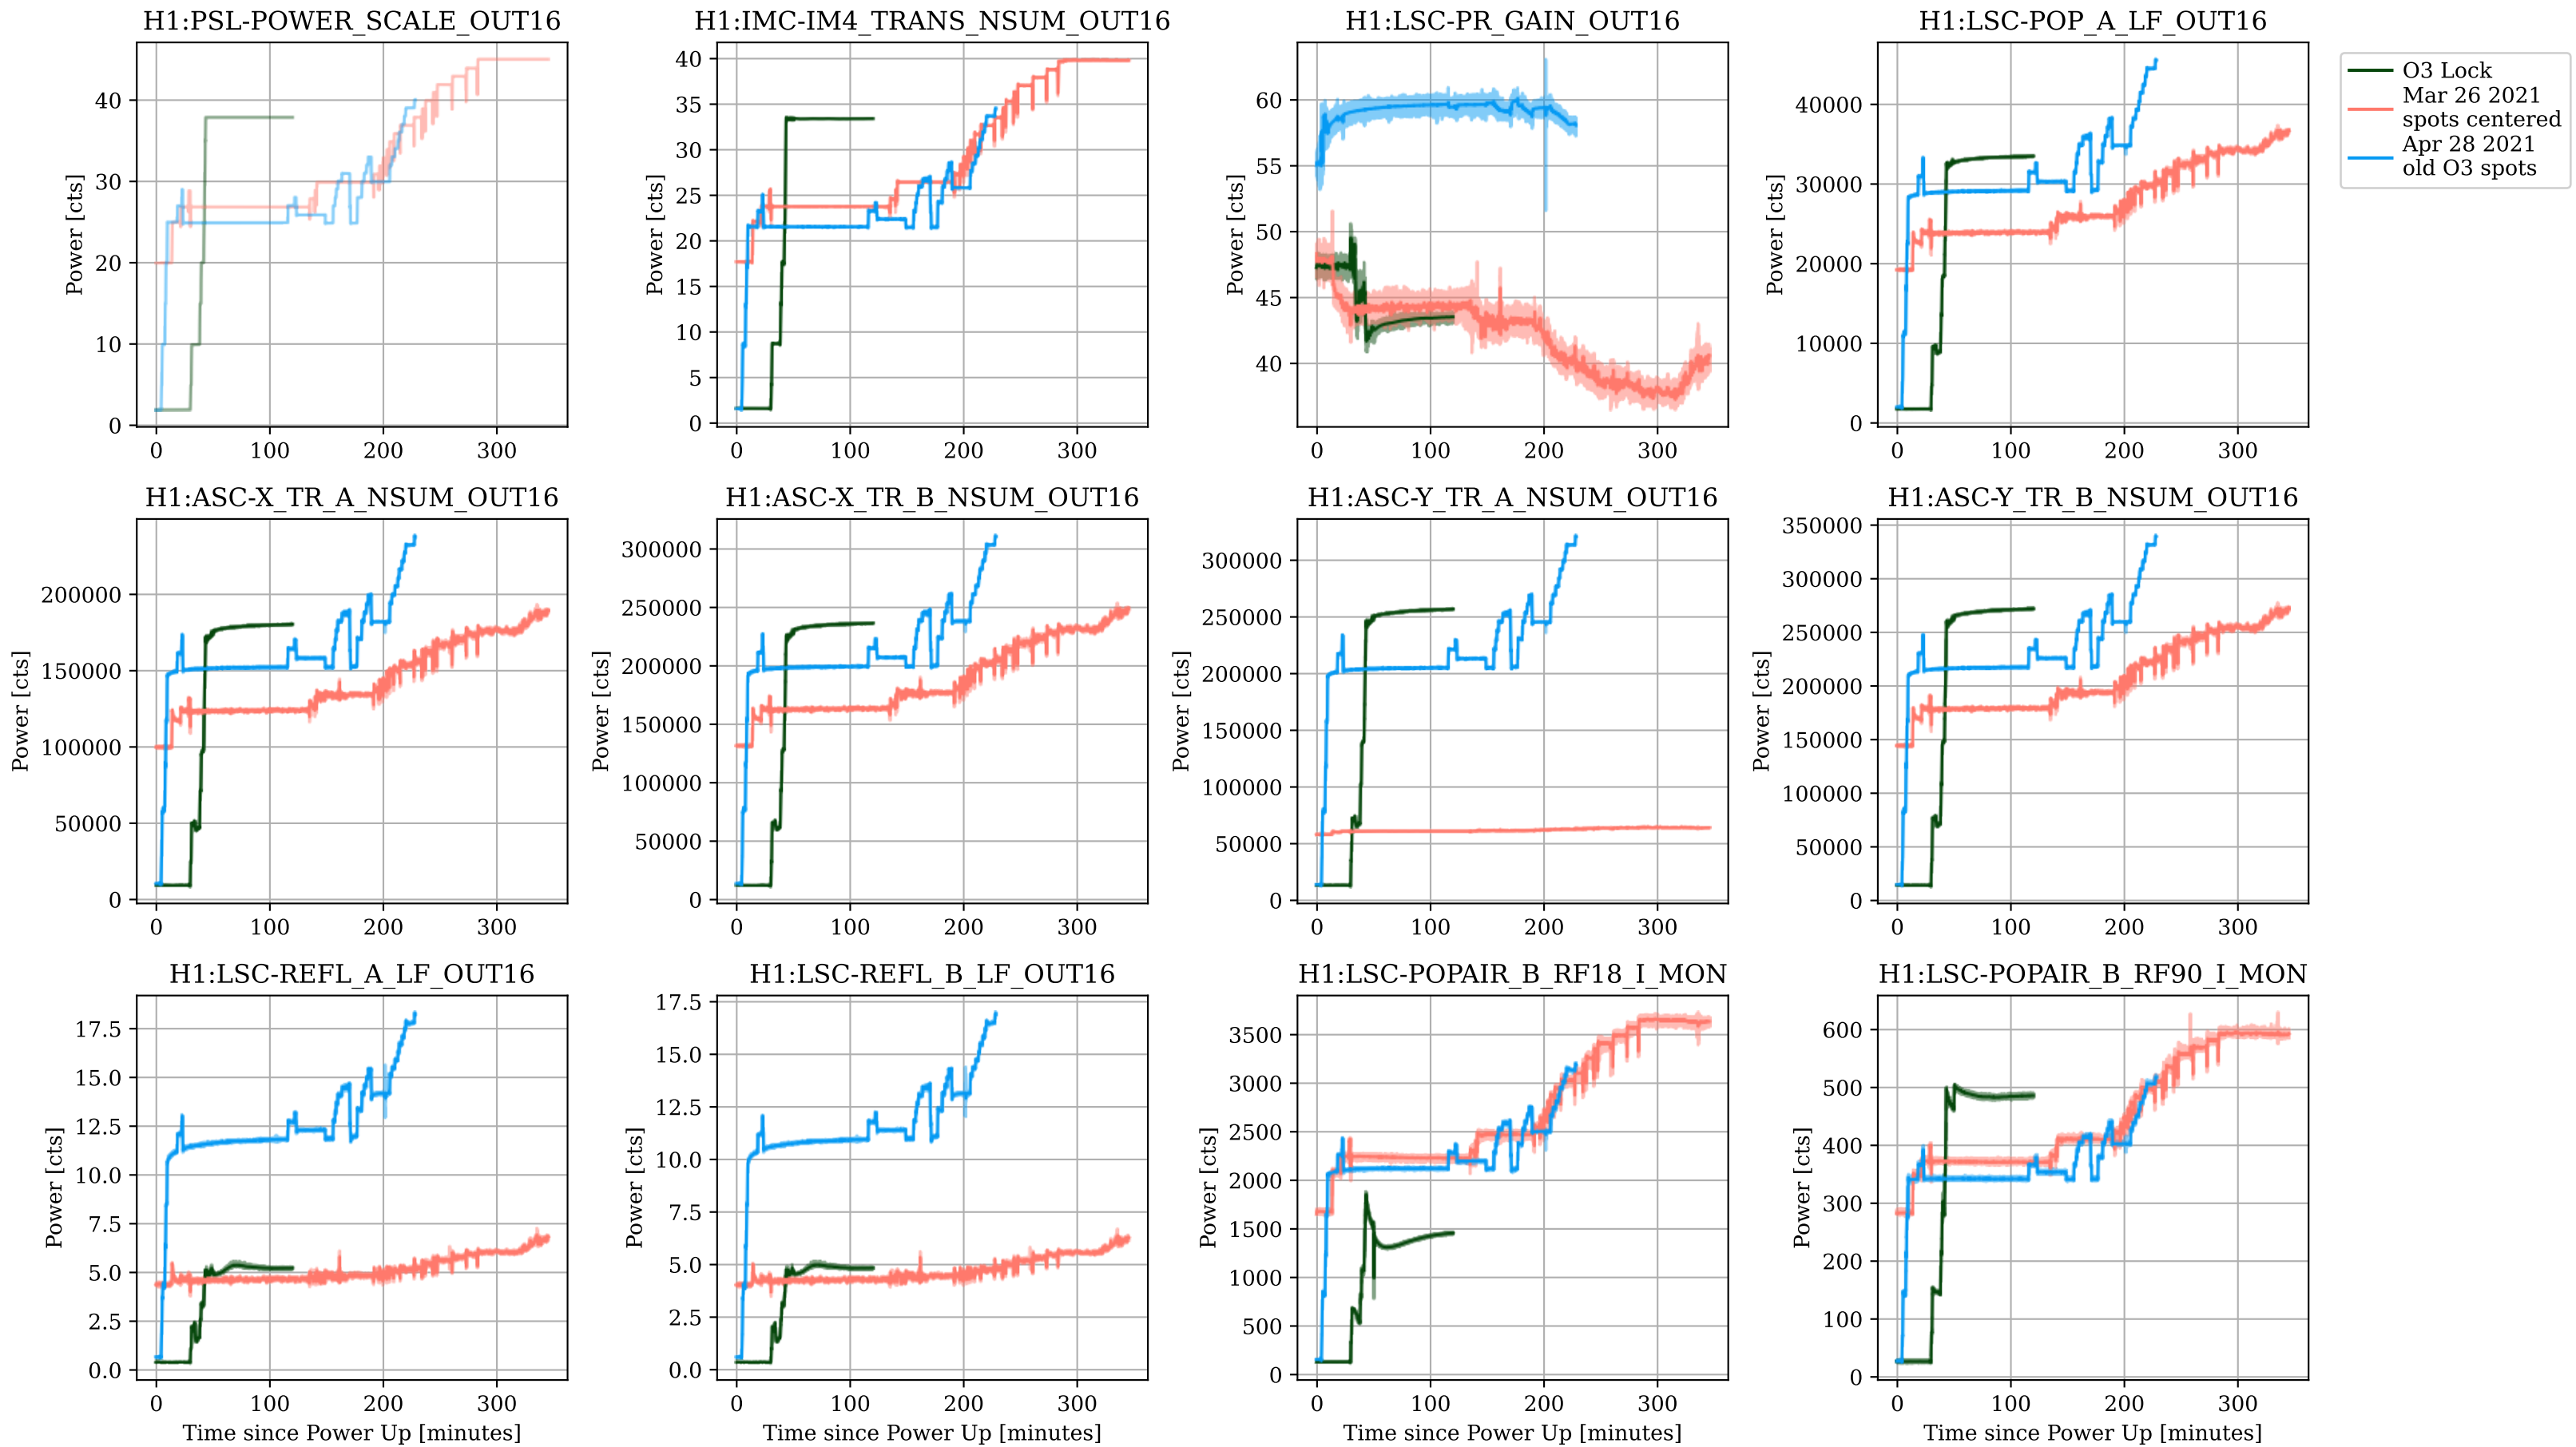 H1:PSL-POWER_SCALE_OUT16
Power [cts]
0
10
20
30
40
0 100 200 300
H1:IMC-IM4_TRANS_NSUM_OUT16
Power [cts]
0
5
10
15
20
25
30
35
40
0 100 200 300
H1:LSC-PR_GAIN_OUT16
Power [cts]
40
45
50
55
60
0 100 200 300
H1:LSC-POP_A_LF_OUT16
Power [cts]
0
10000
20000
30000
40000
0 100 200 300
O3 Lock
Mar 26 2021
spots centered
Apr 28 2021
old O3 spots
H1:ASC-X_TR_A_NSUM_OUT16
Power [cts]
0
50000
100000
150000
200000
0 100 200 300
H1:ASC-X_TR_B_NSUM_OUT16
Power [cts]
0
50000
100000
150000
200000
250000
300000
0 100 200 300
H1:ASC-Y_TR_A_NSUM_OUT16
Power [cts]
0
50000
100000
150000
200000
250000
300000
0 100 200 300
H1:ASC-Y_TR_B_NSUM_OUT16
Power [cts]
0
50000
100000
150000
200000
250000
300000
350000
0 100 200 300
H1:LSC-REFL_A_LF_OUT16
Power [cts]
0.0
2.5
5.0
7.5
10.0
12.5
15.0
17.5
0 100 200 300
Time since Power Up [minutes]
H1:LSC-REFL_B_LF_OUT16
Power [cts]
0.0
2.5
5.0
7.5
10.0
12.5
15.0
17.5
0 100 200 300
Time since Power Up [minutes]
H1:LSC-POPAIR_B_RF18_I_MON
Power [cts]
0
500
1000
1500
2000
2500
3000
3500
0 100 200 300
Time since Power Up [minutes]
H1:LSC-POPAIR_B_RF90_I_MON
Power [cts]
0
100
200
300
400
500
600
0 100 200 300
Time since Power Up [minutes]